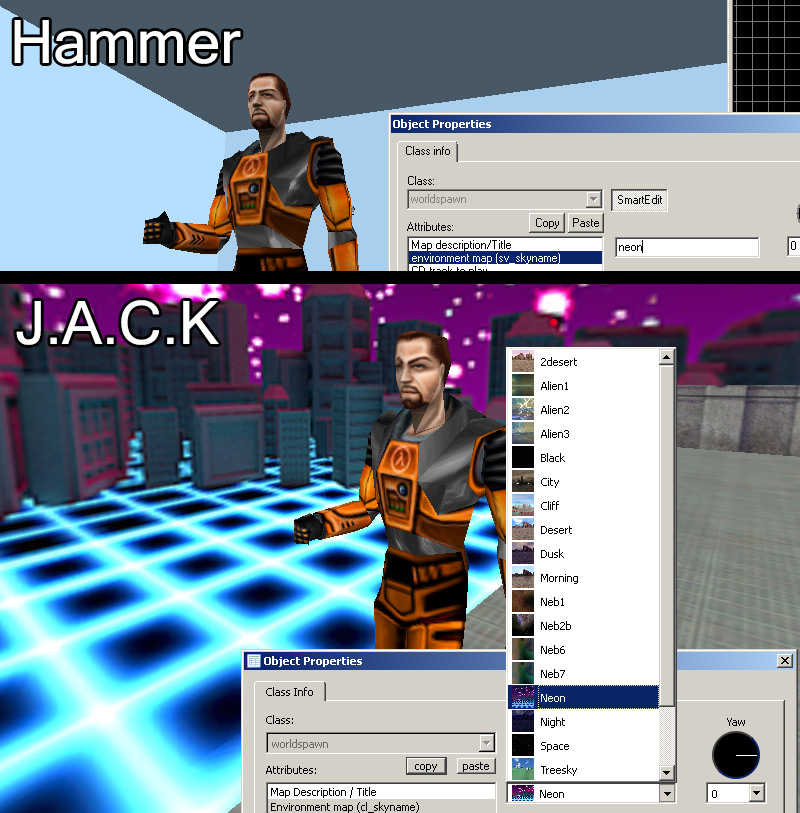 Hammer
Object Properties
Class info
Class:
worldspawn
SmartEdit
Attributes:
Copy
Paste
Map description/Title
neon
0
environment map (sv_skyname)
CD track to play
J.A.C.K
2desert
Alien1
Alien2
Alien3
Black
City
Cliff
Desert
Dusk
Morning
Neb1
Neb2b
Neb6
Neb7
Neon
Night
Space
Treesky
Neon
Object Properties
Class Info
Class:
worldspawn
Attributes:
copy
paste
Map Description / Title
Environment map (cl_skyname)
Yaw
0